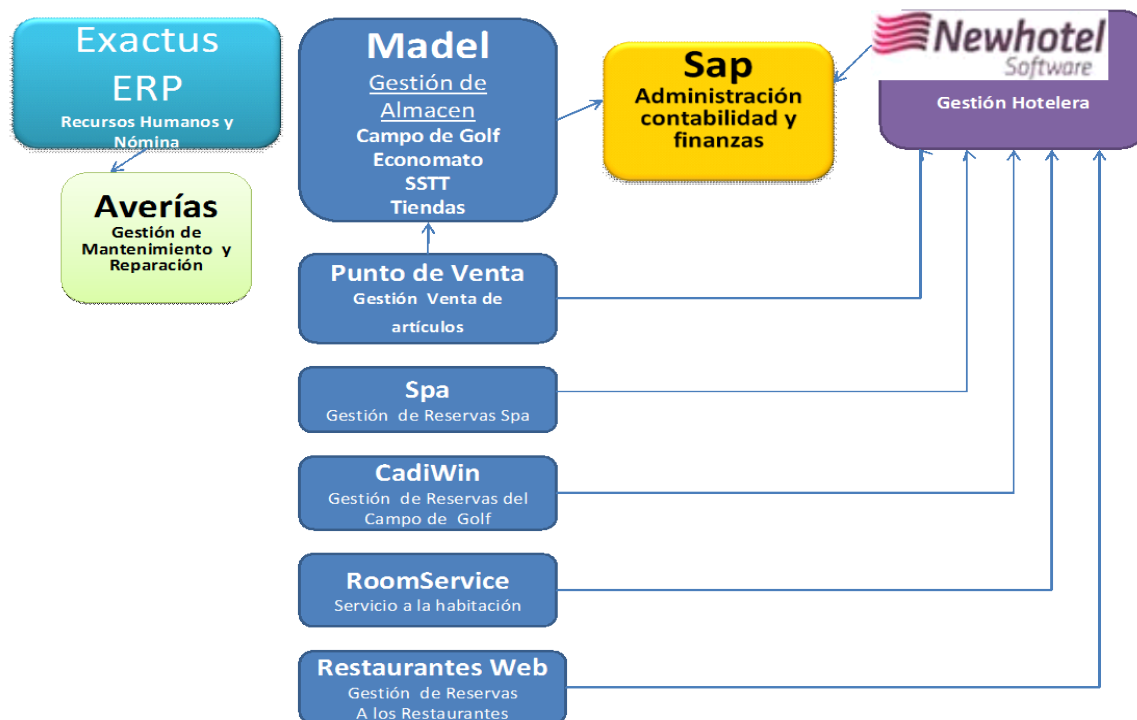 Exactus
ERP
Recursos Humanos y
Nómina
Averías
Gestión de
Mantenimiento y
Reparación
Madel
Gestión de
Almacen
Campo de Golf
Economato
SSTT
Tiendas
Sap
Administración
contabilidad y
finanzas
Newhotel
Software
Gestión Hotelera
Punto de Venta
Gestión Venta de
artículos
Spa
Gestión de Reservas Spa
CadiWin
Gestión de Reservas del
Campo de Golf
RoomService
Servicio a la habitación
Restaurantes Web
Gestión de Reservas
A los Restaurantes